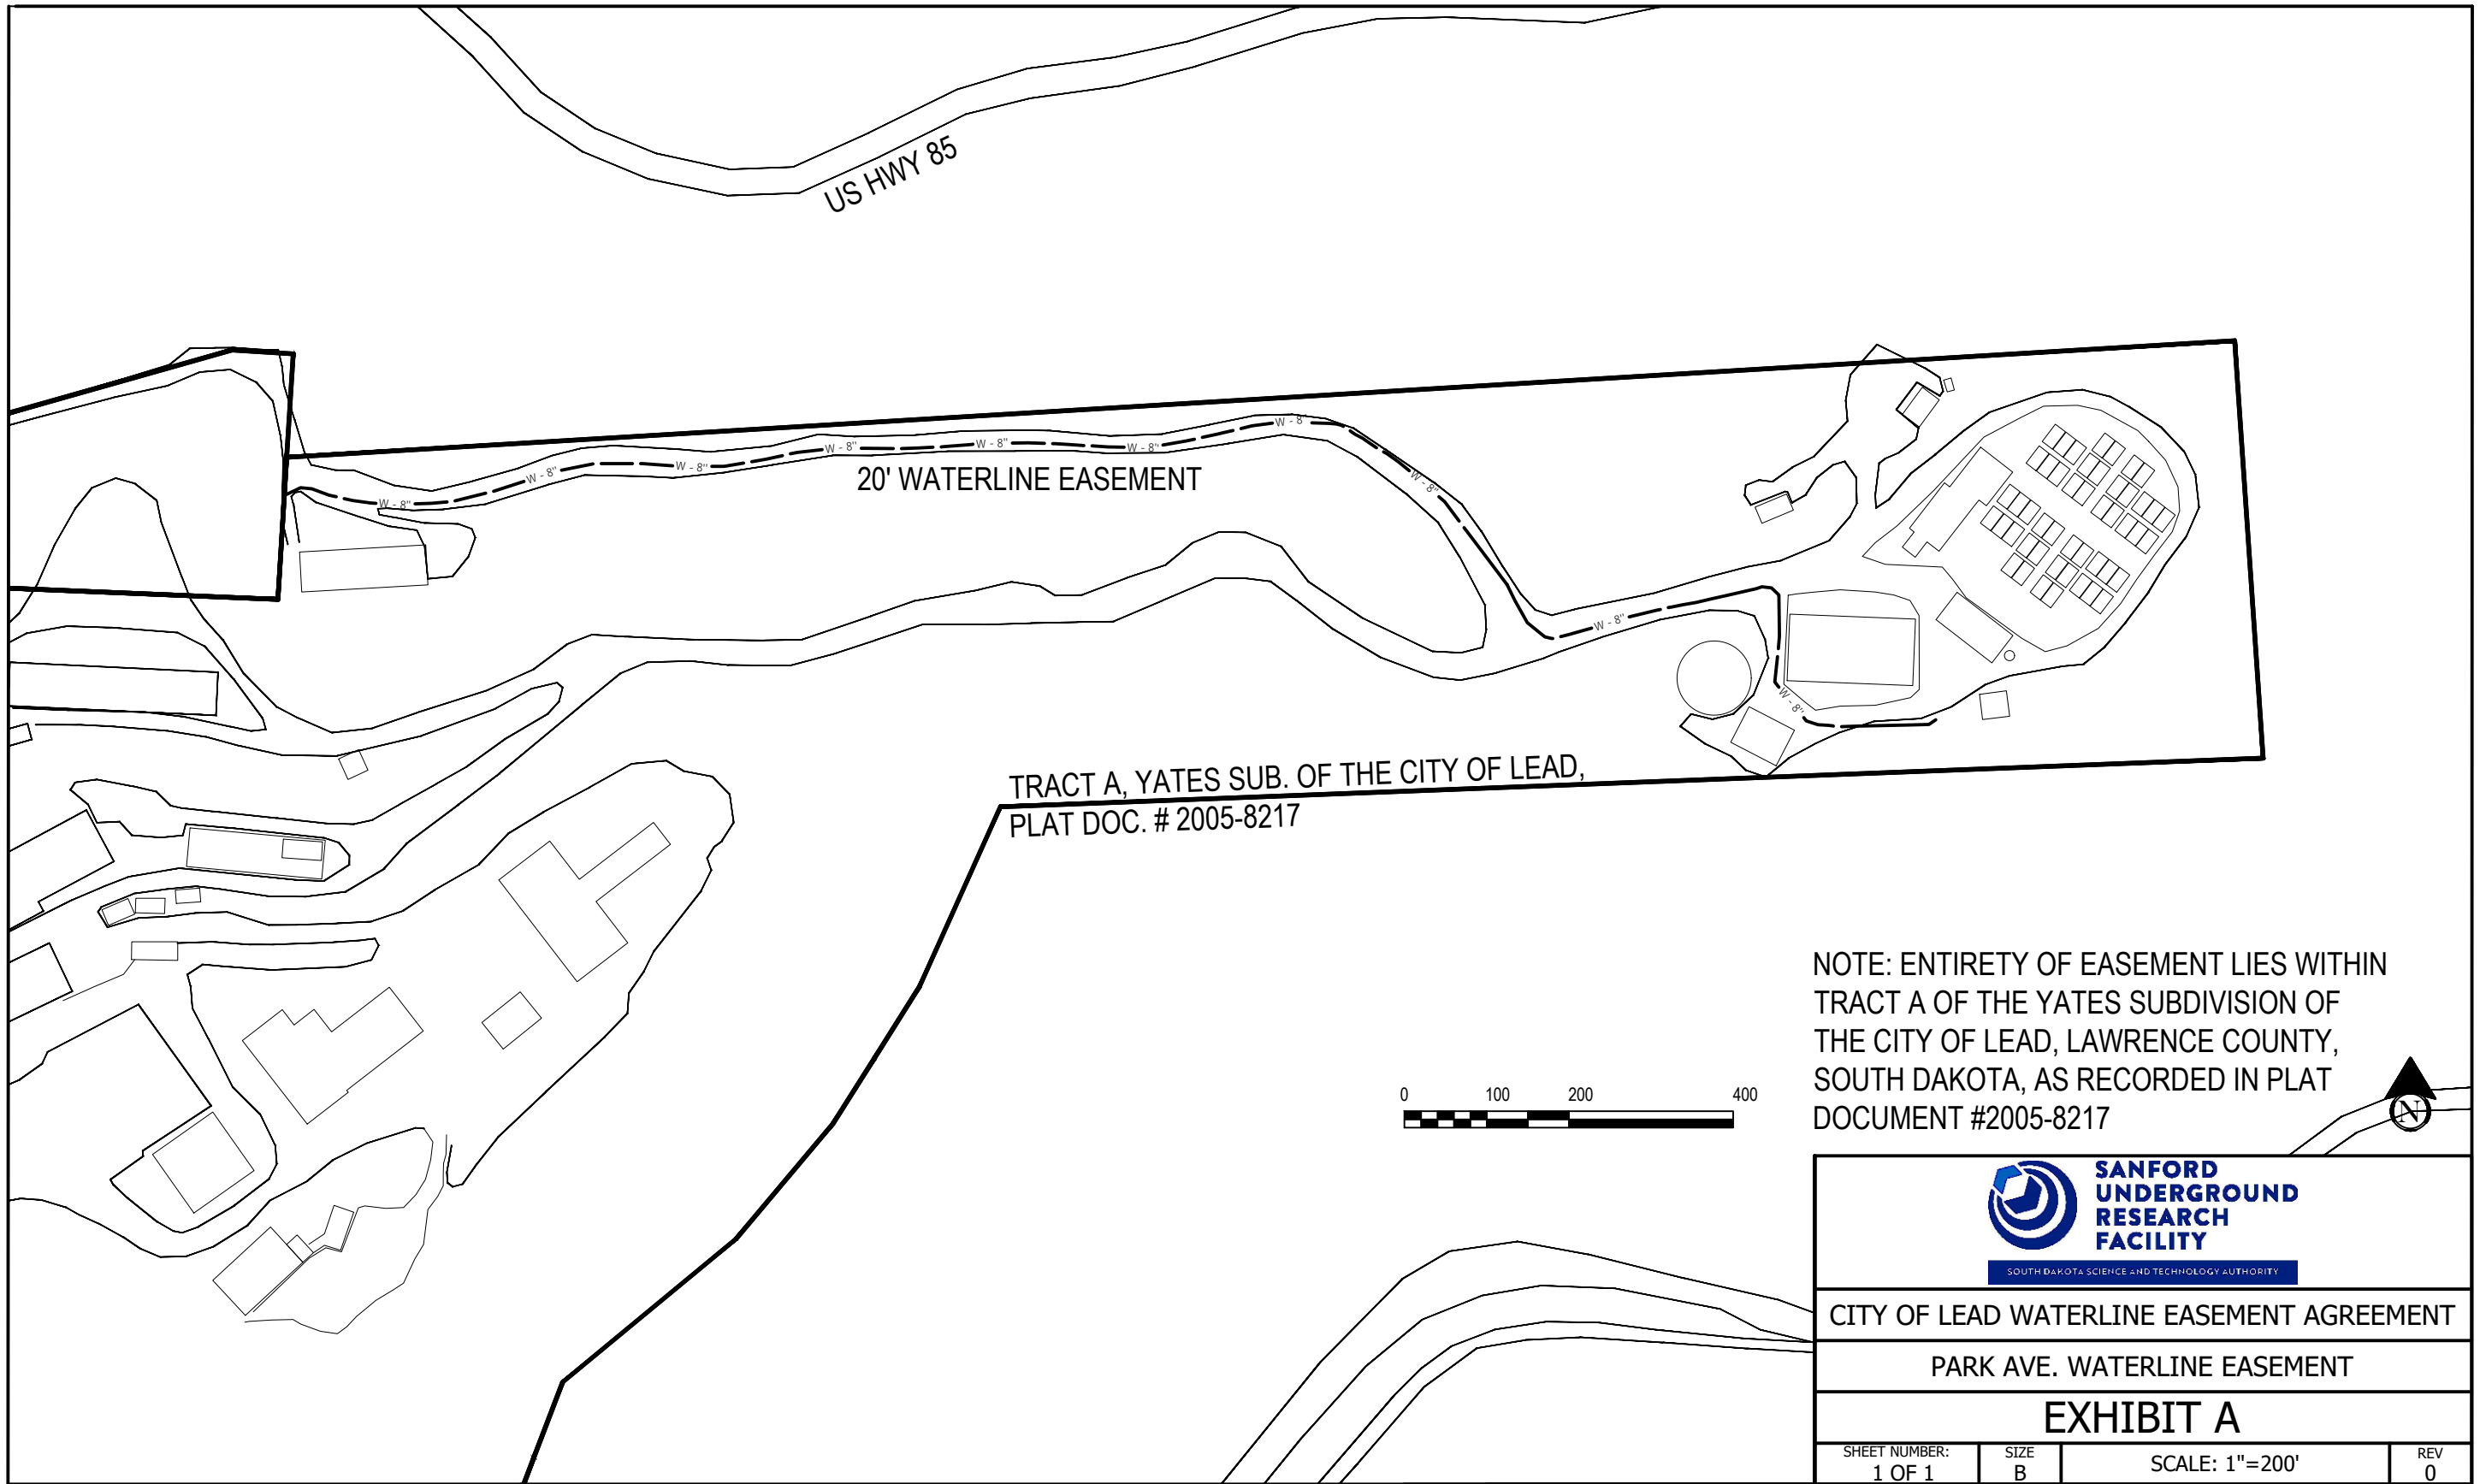 US HWY 85
W - 8"
W - 8"
W - 8"
W - 8"
W - 8"
W - 8"
W - 8"
W - 8"
20' WATERLINE EASEMENT
W - 8"
W - 8"
TRACT A, YATES SUB. OF THE CITY OF LEAD,
PLAT DOC. # 2005-8217
NOTE: ENTIRETY OF EASEMENT LIES WITHIN
TRACT A OF THE YATES SUBDIVISION OF
THE CITY OF LEAD, LAWRENCE COUNTY,
SOUTH DAKOTA, AS RECORDED IN PLAT
DOCUMENT #2005-8217
0 100 200 400
N
SANFORD
UNDERGROUND
RESEARCH
FACILITY
SOUTH DAKOTA SCIENCE AND TECHNOLOGY AUTHORITY
CITY OF LEAD WATERLINE EASEMENT AGREEMENT
PARK AVE. WATERLINE EASEMENT
EXHIBIT A
SHEET NUMBER:
1 OF 1
SIZE
B
SCALE: 1"=200'
REV
0